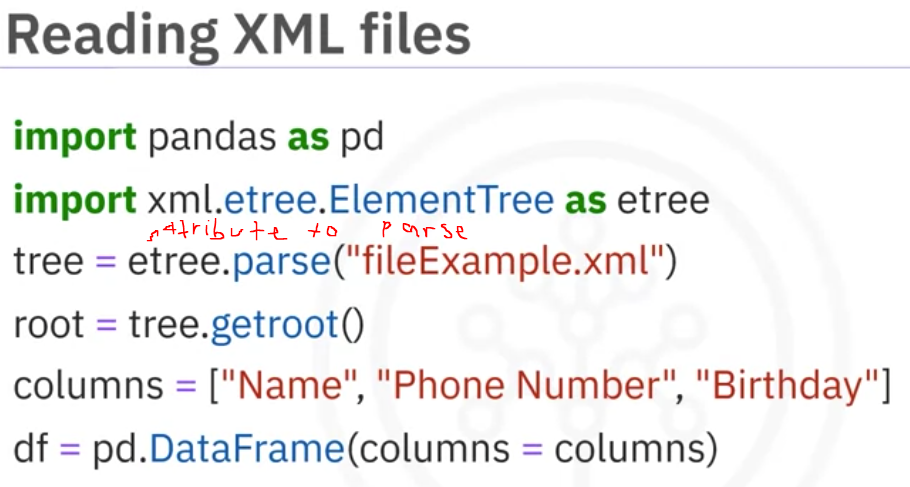 Reading XML files
import pandas as pd
import xml.etree.ElementTree as etree
atribute to parse
tree = etree.parse("fileExample.xml")
root = tree.getroot()
columns = ["Name", "Phone Number", "Birthday"]
df = pd.DataFrame(columns = columns)